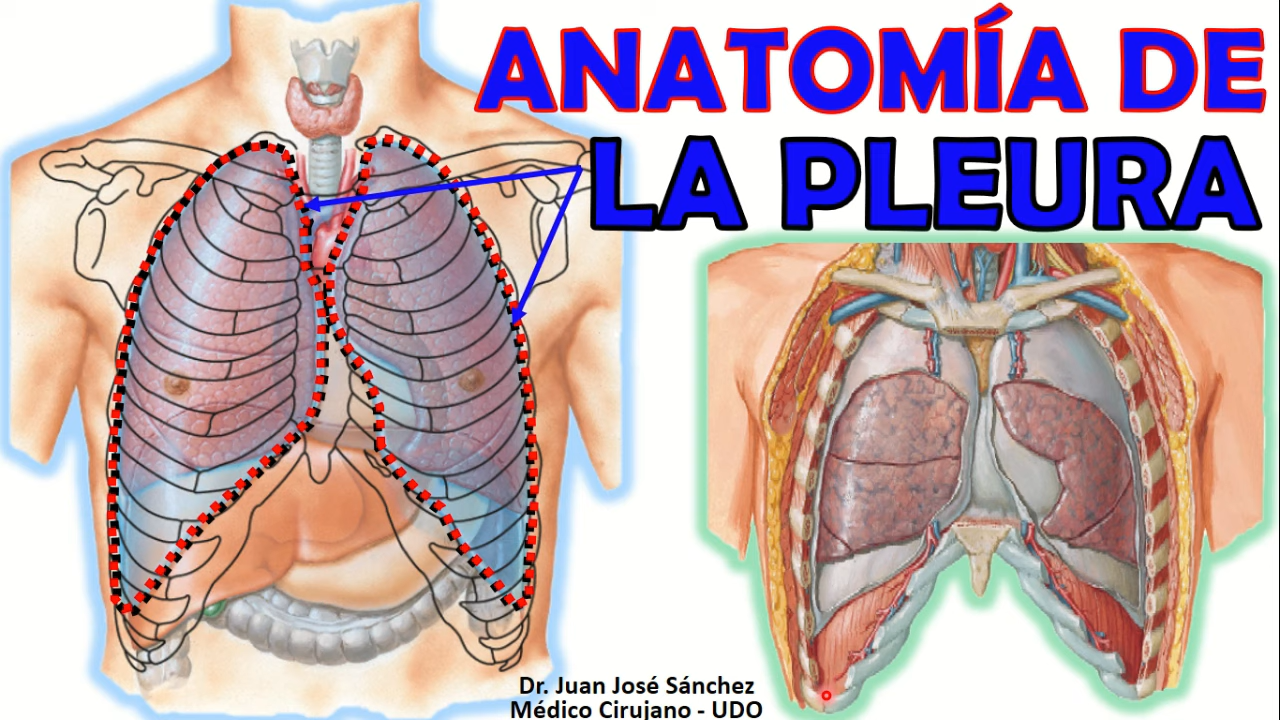 ANATOMÍA DE
LA PLEURA
Dr. Juan José Sánchez
Médico Cirujano - UDO